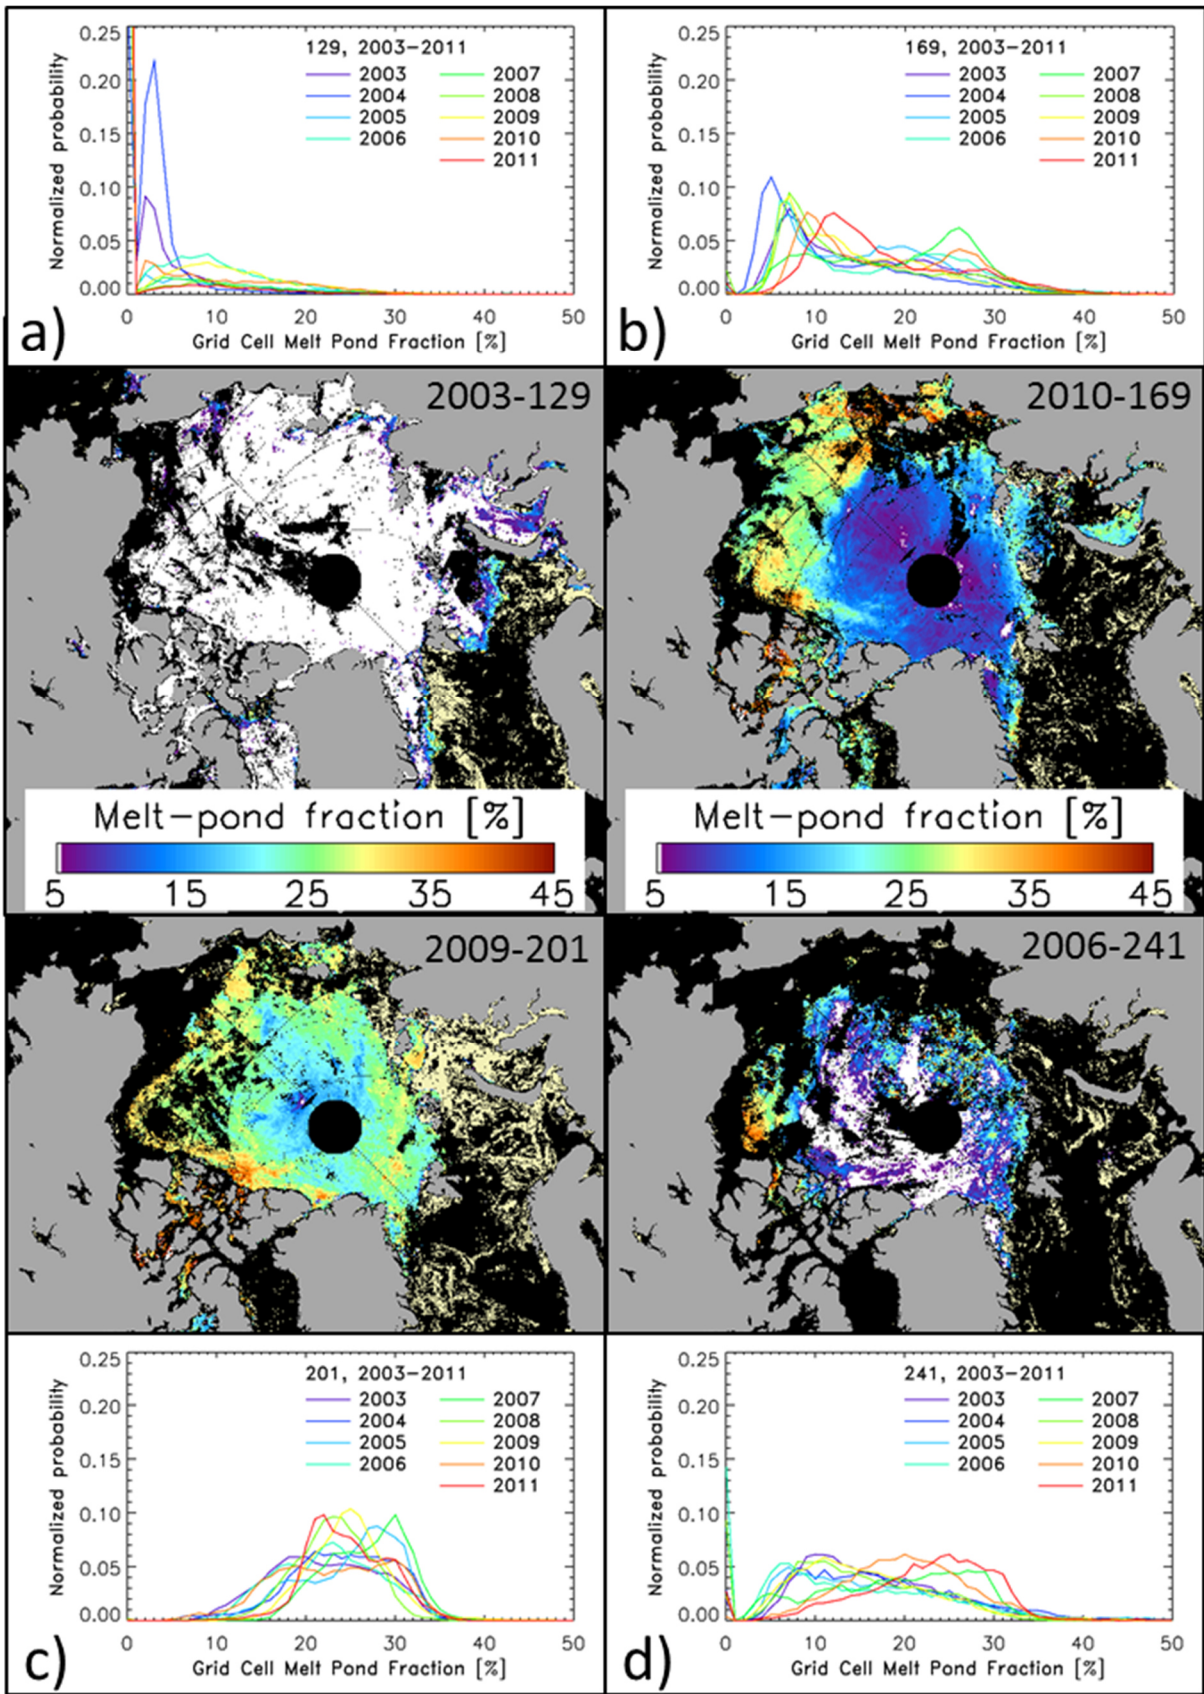 129, 2003-2011
2003 2007
2004 2008
2005 2009
2006 2010
2011
Normalized probability
0.25
0.20
0.15
0.10
0.05
0.00
0 10 20 30 40 50
Grid Cell Melt Pond Fraction [%]
a)
169, 2003-2011
2003 2007
2004 2008
2005 2009
2006 2010
2011
Normalized probability
0.25
0.20
0.15
0.10
0.05
0.00
0 10 20 30 40 50
Grid Cell Melt Pond Fraction [%]
b)
2003-129
Melt-pond fraction [%]
5 15 25 35 45
2010-169
Melt-pond fraction [%]
5 15 25 35 45
2009-201
2006-241
201, 2003-2011
2003 2007
2004 2008
2005 2009
2006 2010
2011
Normalized probability
0.25
0.20
0.15
0.10
0.05
0.00
0 10 20 30 40 50
Grid Cell Melt Pond Fraction [%]
c)
241, 2003-2011
2003 2007
2004 2008
2005 2009
2006 2010
2011
Normalized probability
0.25
0.20
0.15
0.10
0.05
0.00
0 10 20 30 40 50
Grid Cell Melt Pond Fraction [%]
d)